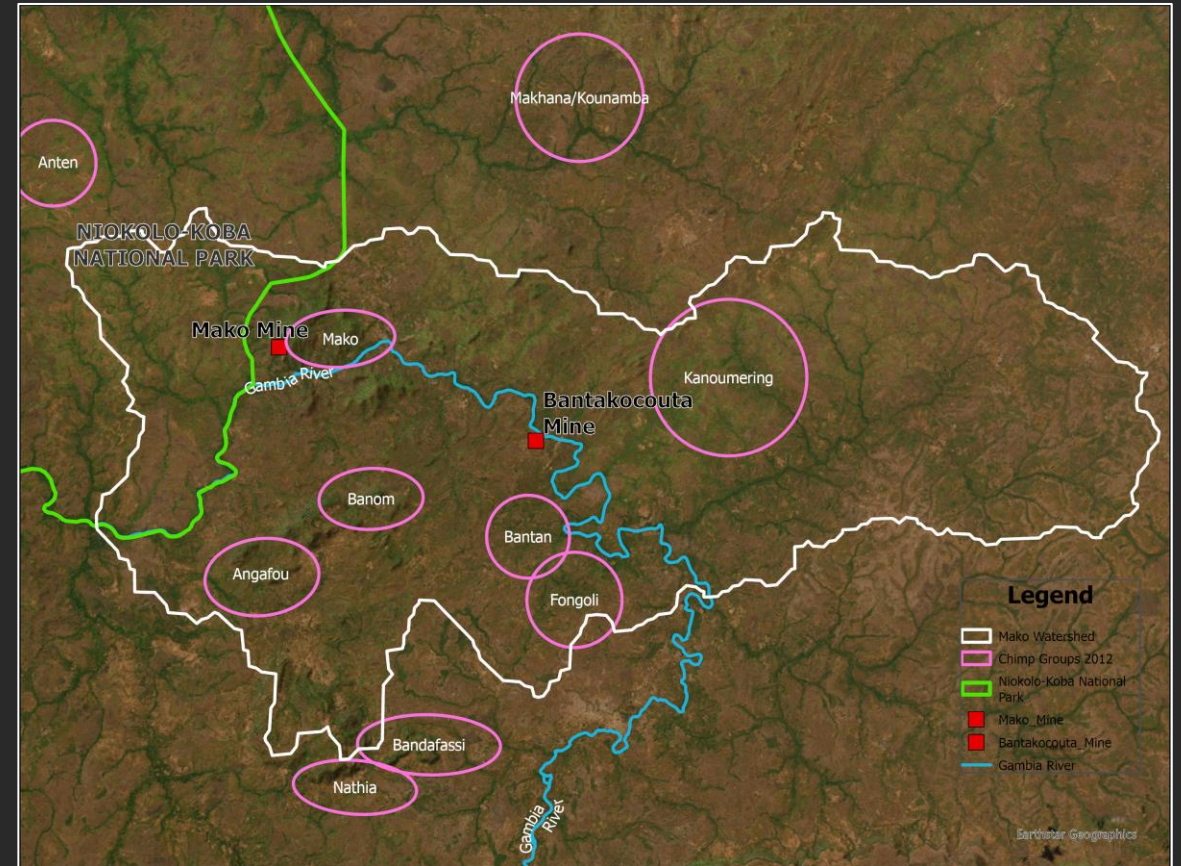 Makhana/Kounamba
Anten
NIOKOLO-KOBA
NATIONAL PARK
Mako Mine
Mako
Gambia River
Kanoumering
Bantakocouta
Mine
Banom
Bantan
Angafou
Fongoli
Bandafassi
Nathia
Gambia
River
Legend
Mako Watershed
Chimp Groups 2012
Niokolo-Koba National
Park
Mako_Mine
Bantakocouta_Mine
Gambia River
Earthstar Geographics